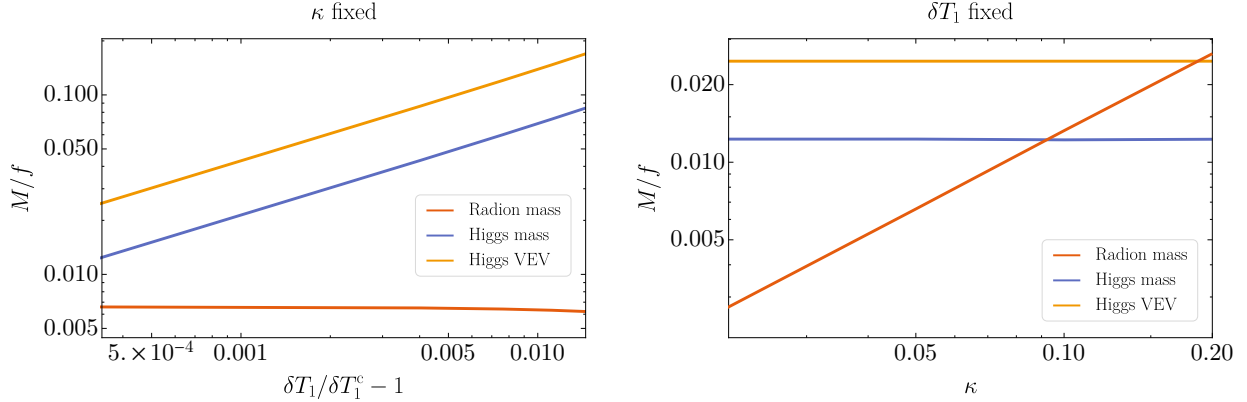 κ fixed
0.100
0.050
0.010
0.005
M/f
Radion mass
Higgs mass
Higgs VEV
5.×10⁻⁴
0.001
0.005
0.010
δT₁/δT₁ᶜ − 1
δT₁ fixed
0.020
0.010
0.005
M/f
Radion mass
Higgs mass
Higgs VEV
0.05
0.10
0.20
κ